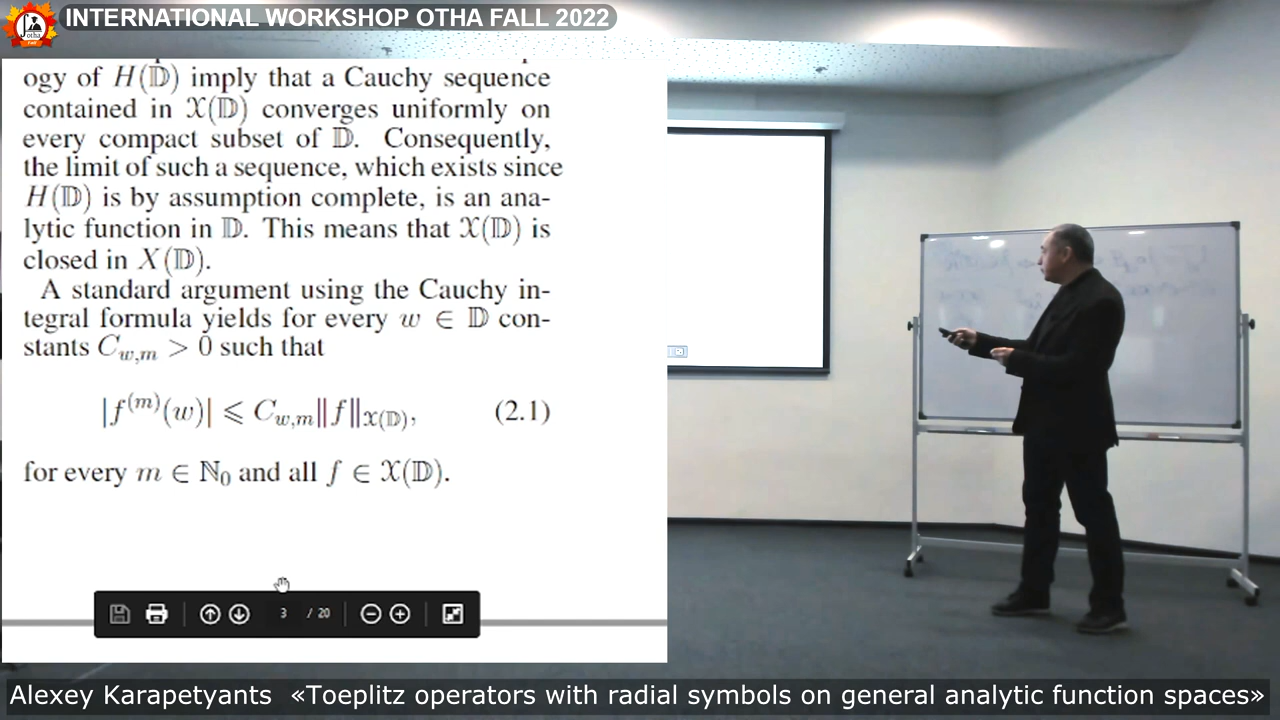 INTERNATIONAL WORKSHOP OTHA FALL 2022
otha
ogy of H(𝔻) imply that a Cauchy sequence
contained in 𝒳(𝔻) converges uniformly on
every compact subset of 𝔻. Consequently,
the limit of such a sequence, which exists since
H(𝔻) is by assumption complete, is an ana-
lytic function in 𝔻. This means that 𝒳(𝔻) is
closed in X(𝔻).
A standard argument using the Cauchy in-
tegral formula yields for every w ∈ 𝔻 con-
stants C_{w,m} > 0 such that
|f^{(m)}(w)| ⩽ C_{w,m}‖f‖_{𝒳(𝔻)}, (2.1)
for every m ∈ ℕ₀ and all f ∈ 𝒳(𝔻).
3 / 20
Alexey Karapetyants «Toeplitz operators with radial symbols on general analytic function spaces»